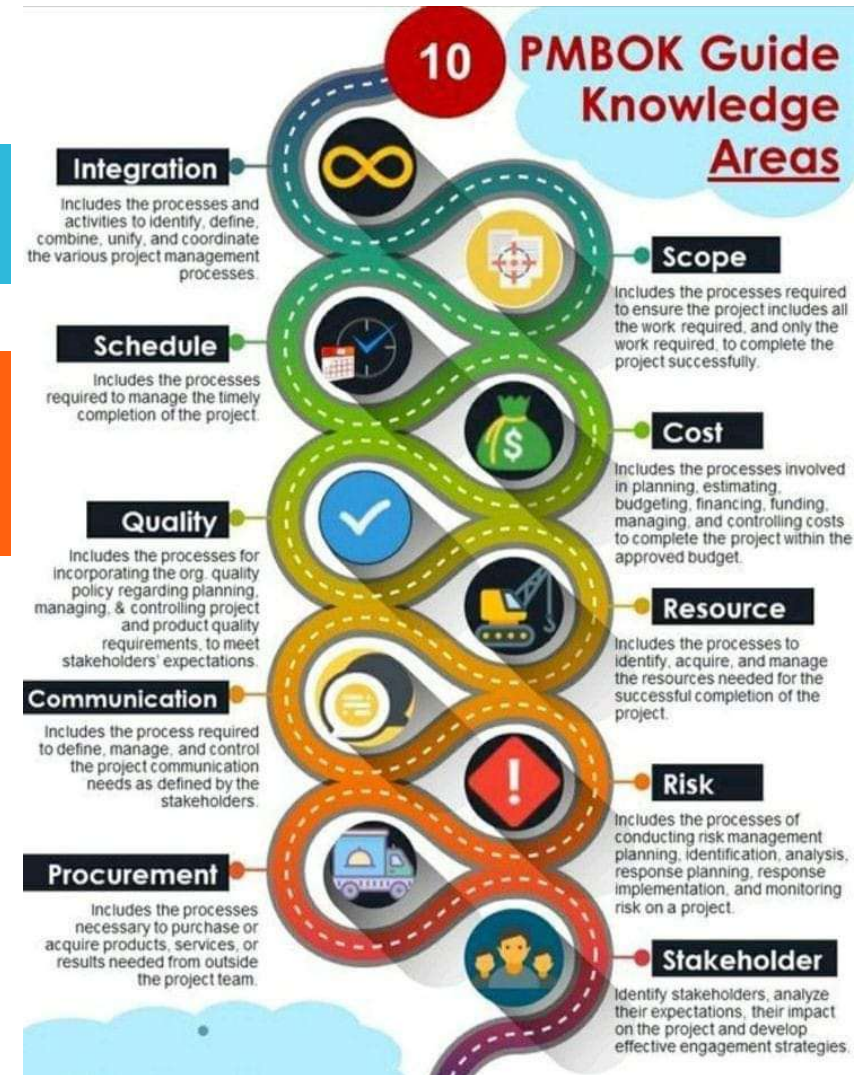 10
PMBOK Guide
Knowledge
Areas
Integration
Includes the processes and
activities to identify, define,
combine, unify, and coordinate
the various project management
processes.
Scope
Includes the processes required
to ensure the project includes all
the work required, and only the
work required, to complete the
project successfully.
Schedule
Includes the processes
required to manage the timely
completion of the project.
Cost
Includes the processes involved
in planning, estimating,
budgeting, financing, funding,
managing, and controlling costs
to complete the project within the
approved budget.
$
Quality
Includes the processes for
incorporating the org. quality
policy regarding planning,
managing, & controlling project
and product quality
requirements, to meet
stakeholders' expectations.
Resource
Includes the processes to
identify, acquire, and manage
the resources needed for the
successful completion of the
project.
Communication
Includes the process required
to define, manage, and control
the project communication
needs as defined by the
stakeholders.
Risk
Includes the processes of
conducting risk management
planning, identification, analysis,
response planning, response
implementation, and monitoring
risk on a project.
!
Procurement
Includes the processes
necessary to purchase or
acquire products, services, or
results needed from outside
the project team.
Stakeholder
Identify stakeholders, analyze
their expectations, their impact
on the project and develop
effective engagement strategies.